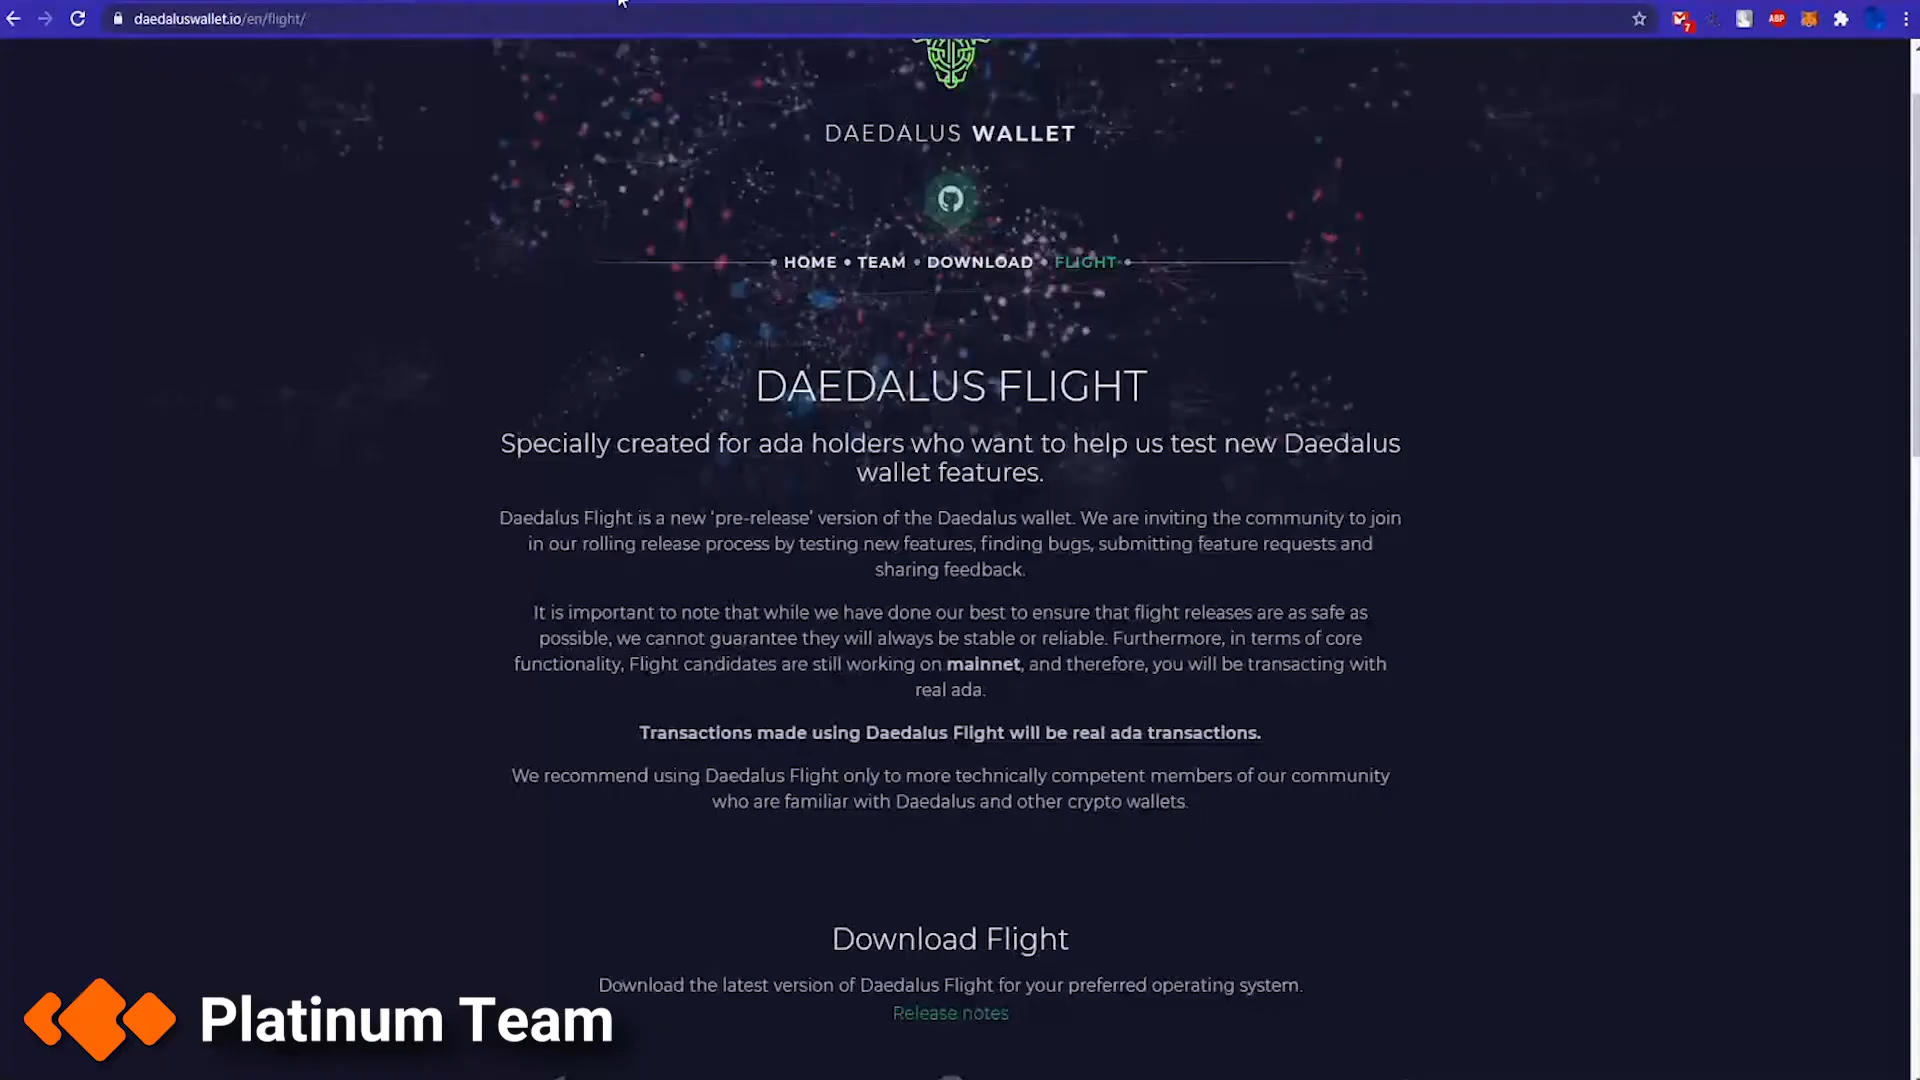 daedaluswallet.io/en/flight/
7
ABP
DAEDALUS WALLET
HOME • TEAM • DOWNLOAD • FLIGHT
DAEDALUS FLIGHT
Specially created for ada holders who want to help us test new Daedalus
wallet features.
Daedalus Flight is a new 'pre-release' version of the Daedalus wallet. We are inviting the community to join
in our rolling release process by testing new features, finding bugs, submitting feature requests and
sharing feedback.
It is important to note that while we have done our best to ensure that flight releases are as safe as
possible, we cannot guarantee they will always be stable or reliable. Furthermore, in terms of core
functionality, Flight candidates are still working on mainnet, and therefore, you will be transacting with
real ada.
Transactions made using Daedalus Flight will be real ada transactions.
We recommend using Daedalus Flight only to more technically competent members of our community
who are familiar with Daedalus and other crypto wallets.
Download Flight
Download the latest version of Daedalus Flight for your preferred operating system.
Release notes
Platinum Team